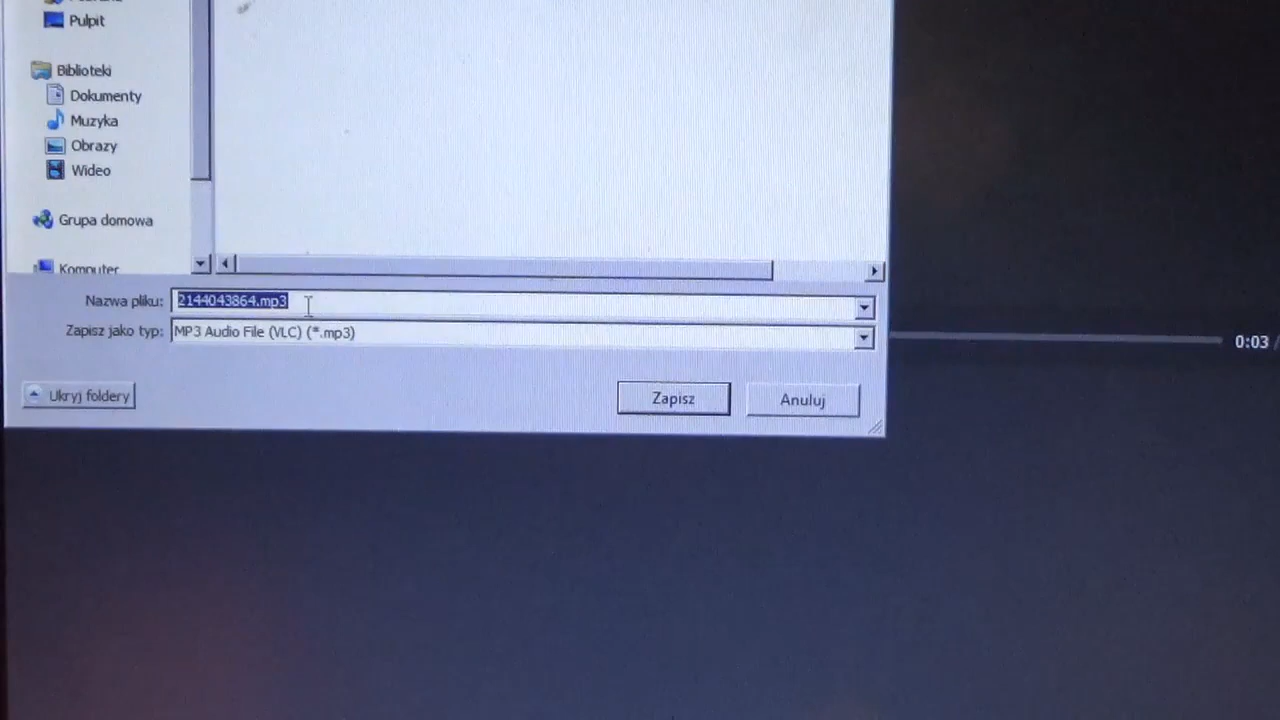 Pulpit
Biblioteki
Dokumenty
Muzyka
Obrazy
Wideo
Grupa domowa
Komputer
Nazwa pliku: 2144043864.mp3
Zapisz jako typ: MP3 Audio File (VLC) (*.mp3)
0:03 /
Ukryj foldery
Zapisz
Anuluj